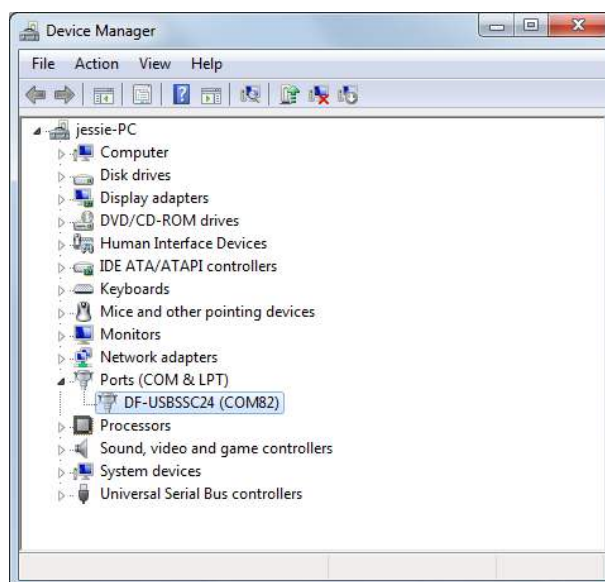 Device Manager
File Action View Help
jessie-PC
Computer
Disk drives
Display adapters
DVD/CD-ROM drives
Human Interface Devices
IDE ATA/ATAPI controllers
Keyboards
Mice and other pointing devices
Monitors
Network adapters
Ports (COM & LPT)
DF-USBSSC24 (COM82)
Processors
Sound, video and game controllers
System devices
Universal Serial Bus controllers